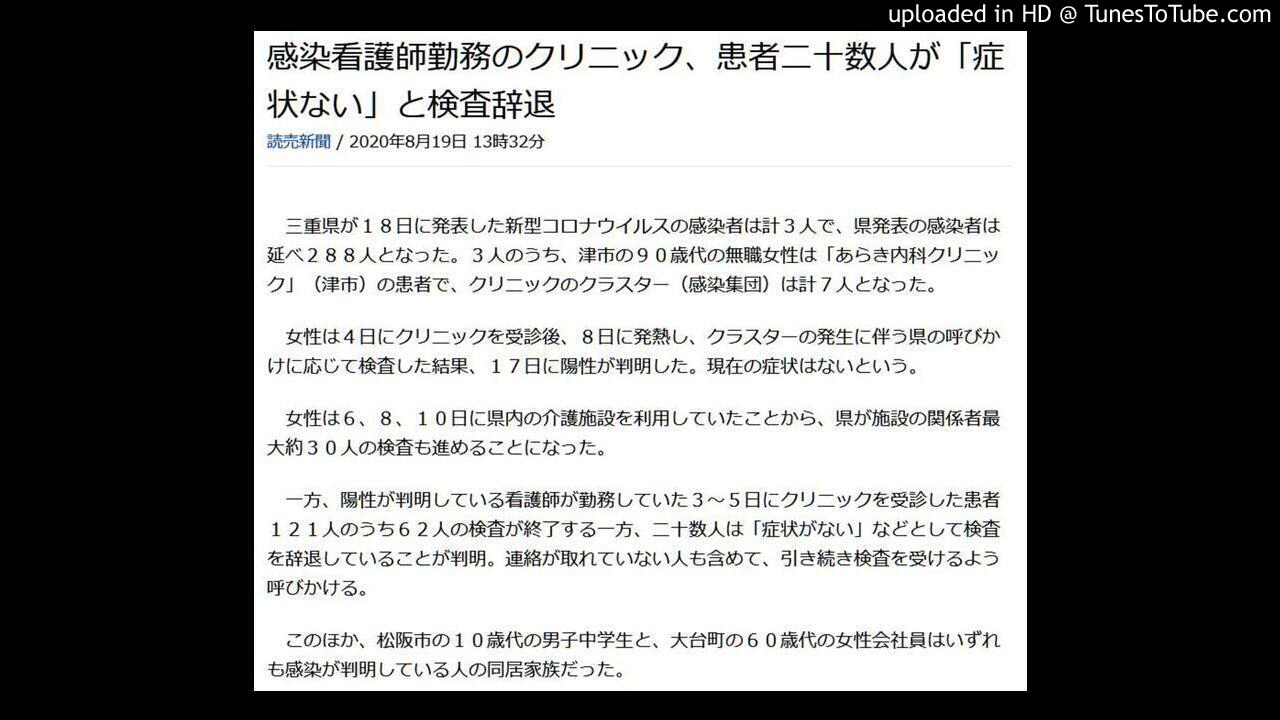 uploaded in HD @ TunesToTube.com
感染看護師勤務のクリニック、患者二十数人が「症
状ない」と検査辞退
読売新聞 / 2020年8月19日 13時32分
三重県が１８日に発表した新型コロナウイルスの感染者は計３人で、県発表の感染者は
延べ２８８人となった。３人のうち、津市の９０歳代の無職女性は「あらき内科クリニッ
ク」（津市）の患者で、クリニックのクラスター（感染集団）は計７人となった。
女性は４日にクリニックを受診後、８日に発熱し、クラスターの発生に伴う県の呼びか
けに応じて検査した結果、１７日に陽性が判明した。現在の症状はないという。
女性は６、８、１０日に県内の介護施設を利用していたことから、県が施設の関係者最
大約３０人の検査も進めることになった。
一方、陽性が判明している看護師が勤務していた３～５日にクリニックを受診した患者
１２１人のうち６２人の検査が終了する一方、二十数人は「症状がない」などとして検査
を辞退していることが判明。連絡が取れていない人も含めて、引き続き検査を受けるよう
呼びかける。
このほか、松阪市の１０歳代の男子中学生と、大台町の６０歳代の女性会社員はいずれ
も感染が判明している人の同居家族だった。